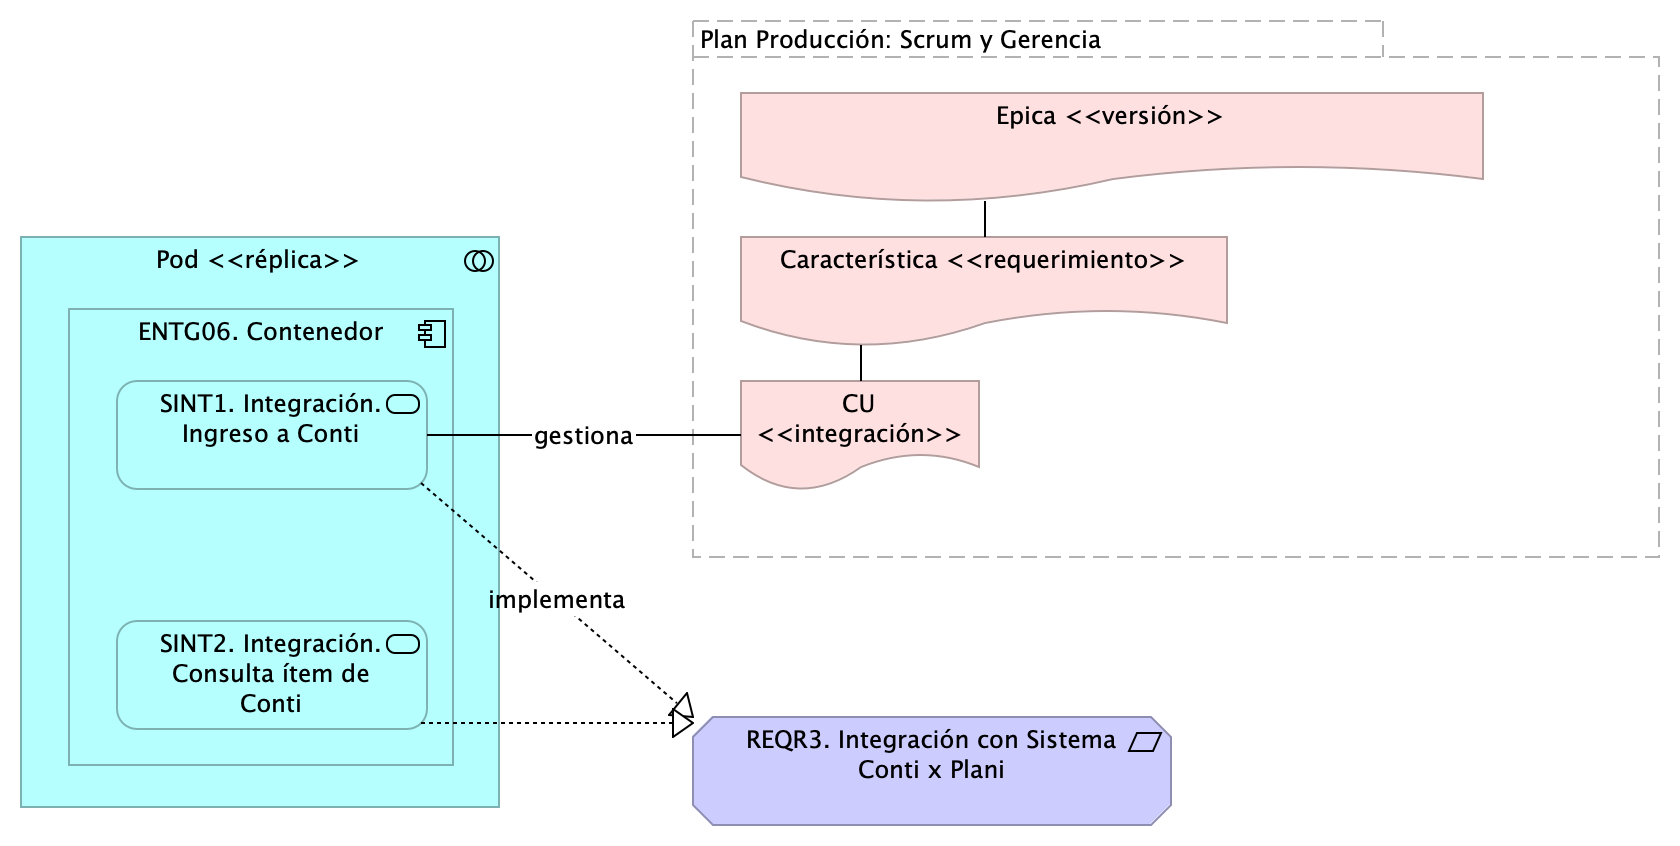 Plan Producción: Scrum y Gerencia
Epica <<versión>>
Pod <<réplica>>
Característica <<requerimiento>>
ENTG06. Contenedor
SINT1. Integración.
Ingreso a Conti
gestiona
CU
<<integración>>
implementa
SINT2. Integración.
Consulta ítem de
Conti
REQR3. Integración con Sistema
Conti x Plani